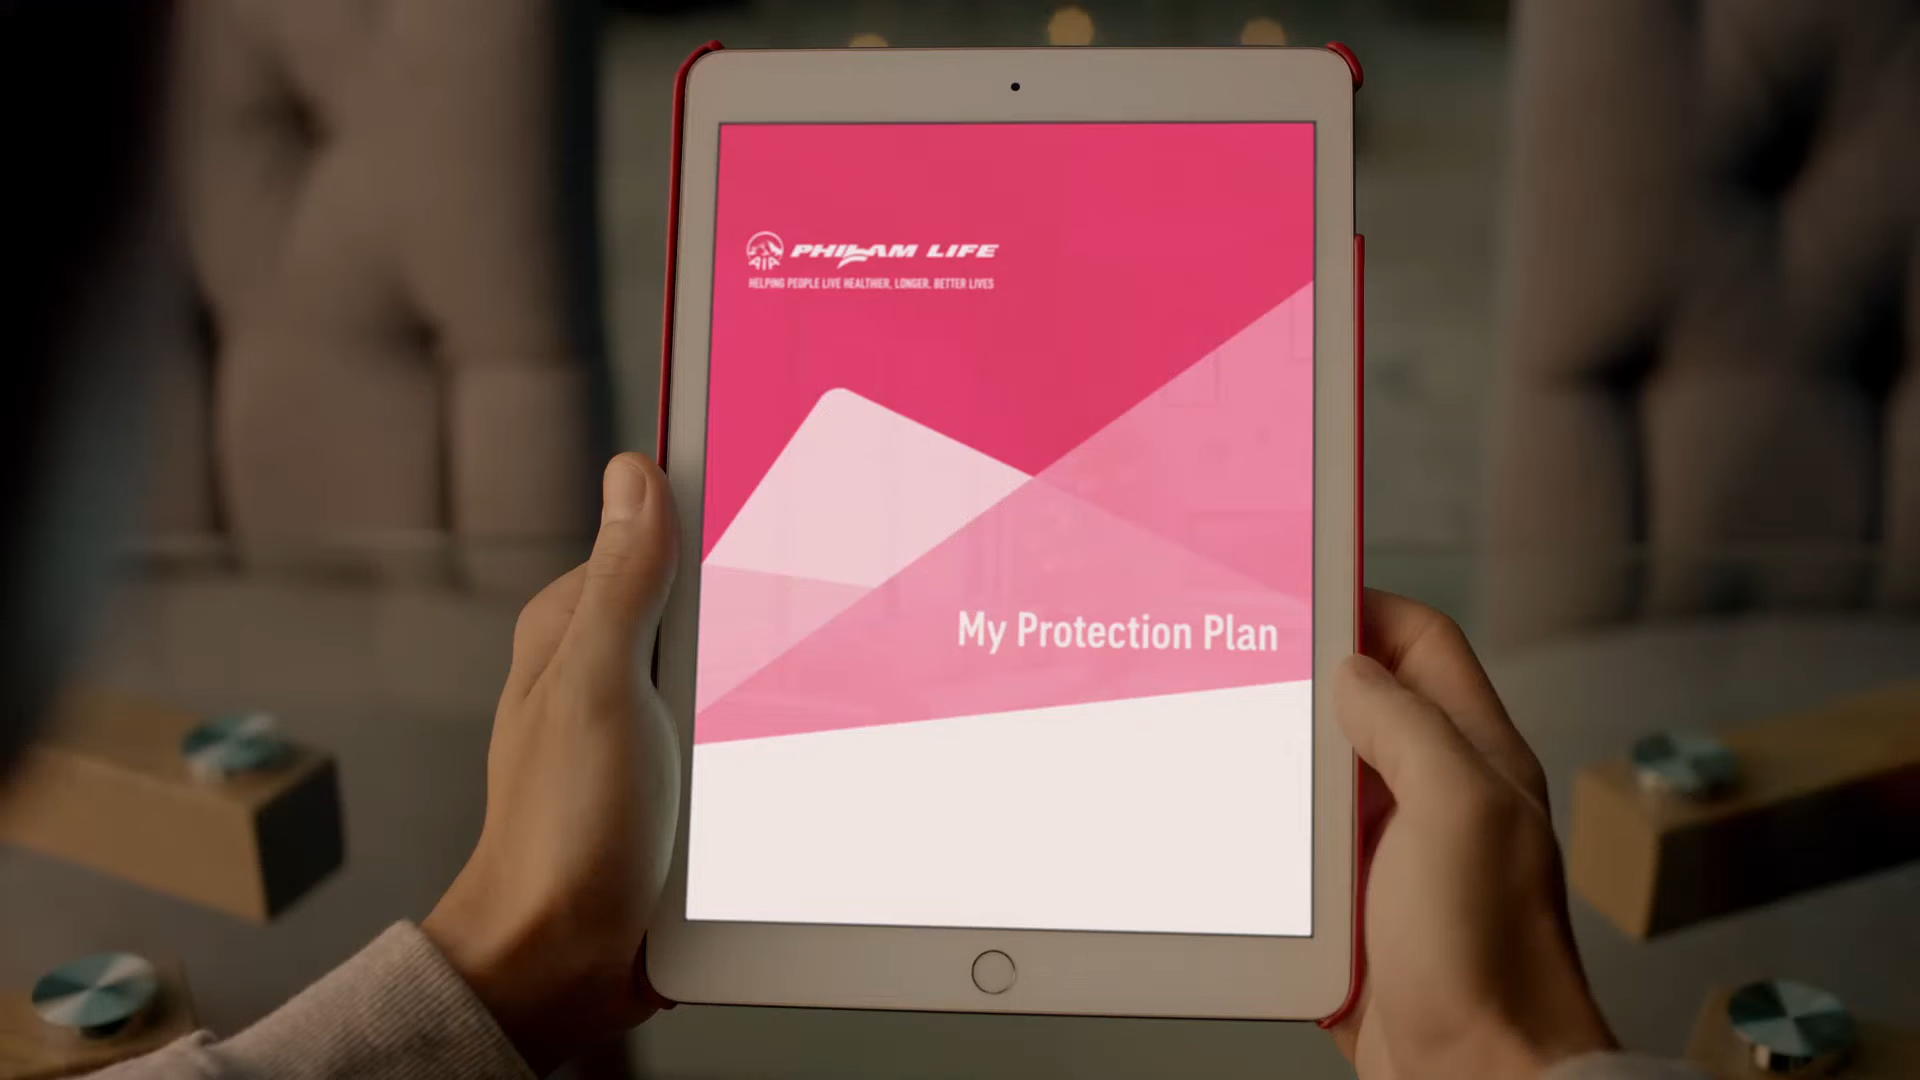 AIA PHILAM LIFE
HELPING PEOPLE LIVE HEALTHIER, LONGER, BETTER LIVES
My Protection Plan